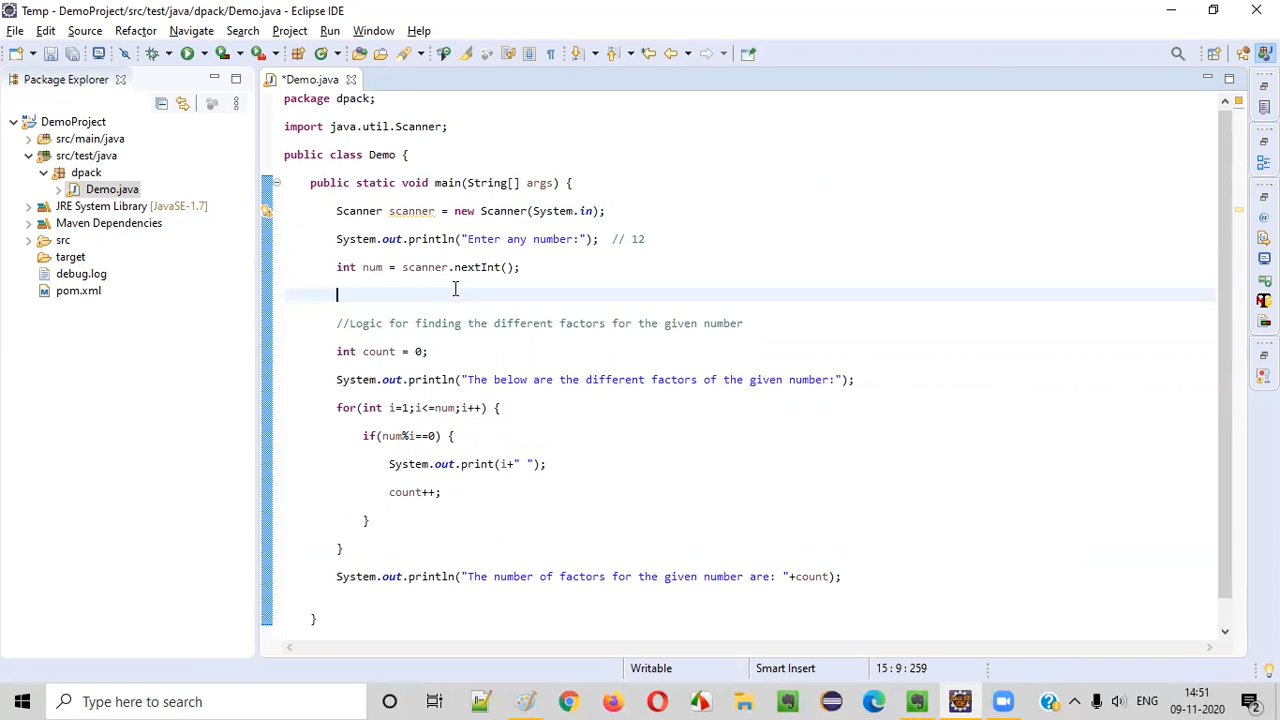 Temp - DemoProject/src/test/java/dpack/Demo.java - Eclipse IDE
File Edit Source Refactor Navigate Search Project Run Window Help
Package Explorer
*Demo.java
DemoProject
src/main/java
src/test/java
dpack
Demo.java
JRE System Library [JavaSE-1.7]
Maven Dependencies
src
target
debug.log
pom.xml
package dpack;
import java.util.Scanner;
public class Demo {
public static void main(String[] args) {
Scanner scanner = new Scanner(System.in);
System.out.println("Enter any number:"); // 12
int num = scanner.nextInt();
//Logic for finding the different factors for the given number
int count = 0;
System.out.println("The below are the different factors of the given number:");
for(int i=1;i<=num;i++) {
if(num%i==0) {
System.out.print(i+" ");
count++;
}
}
System.out.println("The number of factors for the given number are: "+count);
}
Writable Smart Insert 15 : 9 : 259
Type here to search
ENG
14:51
09-11-2020
2